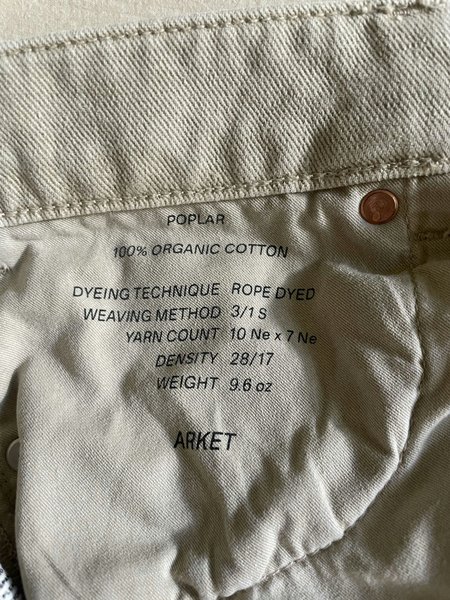 POPLAR
100% ORGANIC COTTON
DYEING TECHNIQUE ROPE DYED
WEAVING METHOD 3/1 S
YARN COUNT 10 Ne x 7 Ne
DENSITY 28/17
WEIGHT 9.6 oz
ARKET